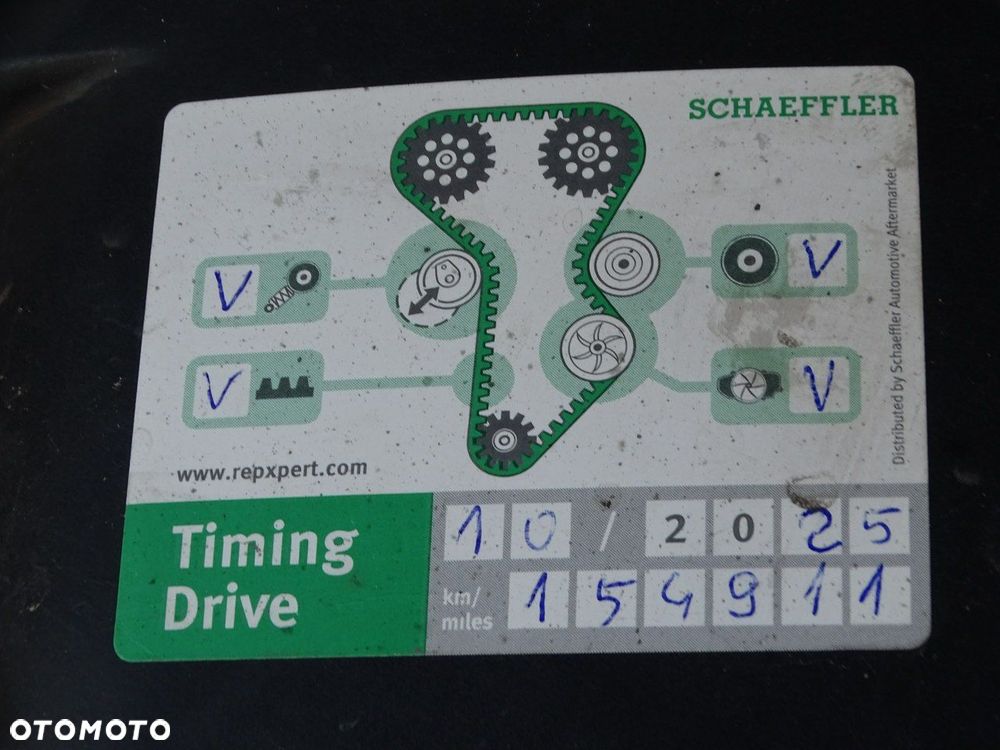 SCHAEFFLER
V
V
V
V
Distributed by Schaeffler Automotive Aftermarket
www.repxpert.com
Timing
Drive
10 / 2025
km/
miles
154911
OTOMOTO